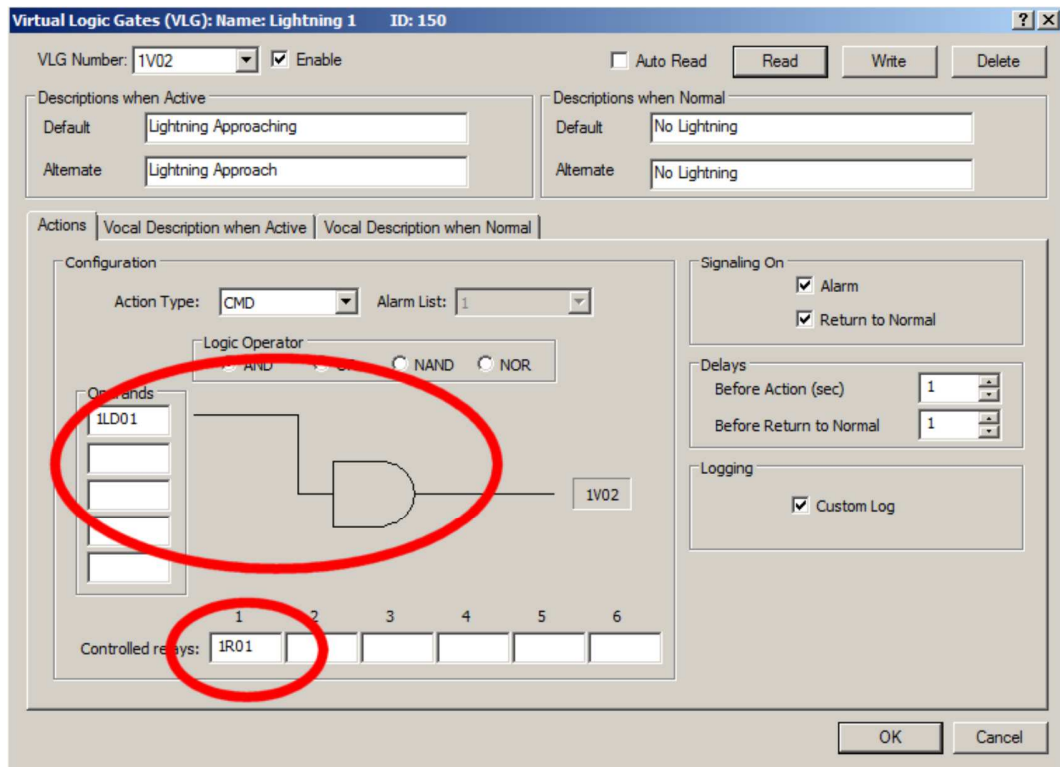 Virtual Logic Gates (VLG): Name: Lightning 1 ID: 150
VLG Number: 1V02 Enable Auto Read Read Write Delete
Descriptions when Active
Default Lightning Approaching
Alternate Lightning Approach
Descriptions when Normal
Default No Lightning
Alternate No Lightning
Actions Vocal Description when Active Vocal Description when Normal
Configuration
Action Type: CMD Alarm List: 1
Logic Operator
AND OR NAND NOR
Operands
1LD01
1V02
1 2 3 4 5 6
Controlled relays: 1R01
Signaling On
Alarm
Return to Normal
Delays
Before Action (sec) 1
Before Return to Normal 1
Logging
Custom Log
OK Cancel